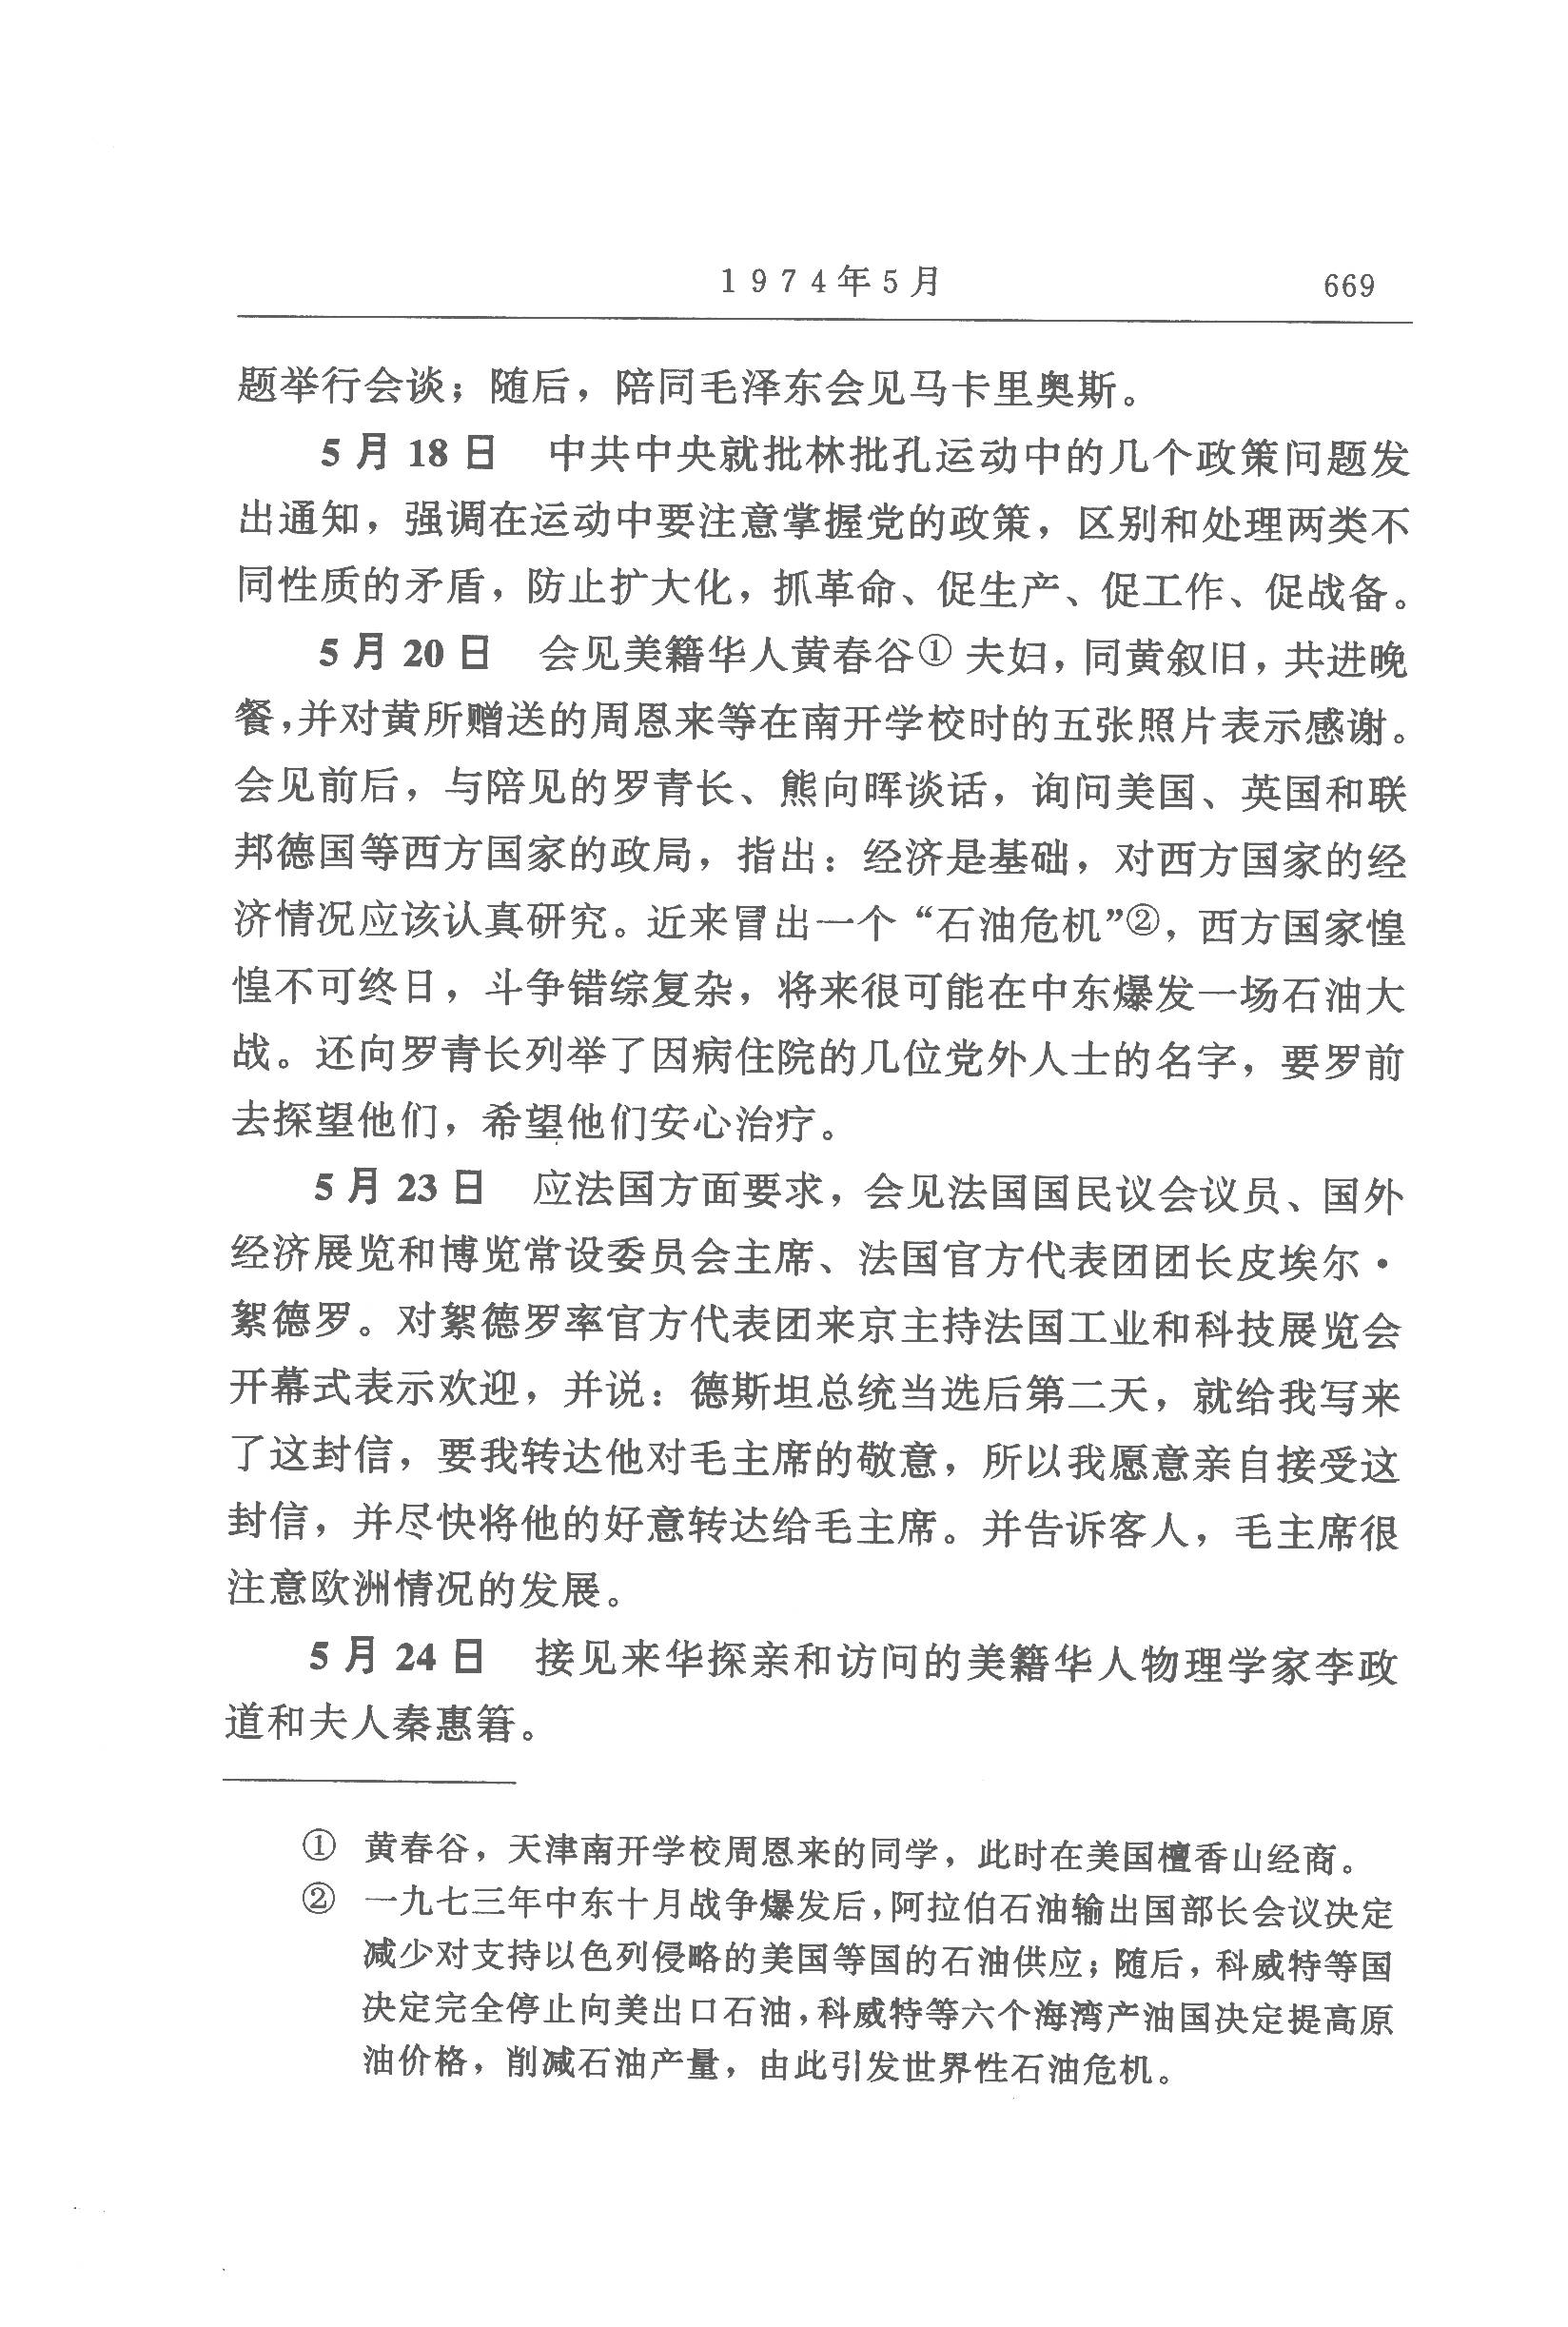 1974年5月 669
题举行会谈；随后，陪同毛泽东会见马卡里奥斯。
5月18日 中共中央就批林批孔运动中的几个政策问题发
出通知，强调在运动中要注意掌握党的政策，区别和处理两类不
同性质的矛盾，防止扩大化，抓革命、促生产、促工作、促战备。
5月20日 会见美籍华人黄春谷①夫妇，同黄叙旧，共进晚
餐，并对黄所赠送的周恩来等在南开学校时的五张照片表示感谢。
会见前后，与陪见的罗青长、熊向晖谈话，询问美国、英国和联
邦德国等西方国家的政局，指出：经济是基础，对西方国家的经
济情况应该认真研究。近来冒出一个“石油危机”②，西方国家惶
惶不可终日，斗争错综复杂，将来很可能在中东爆发一场石油大
战。还向罗青长列举了因病住院的几位党外人士的名字，要罗前
去探望他们，希望他们安心治疗。
5月23日 应法国方面要求，会见法国国民议会议员、国外
经济展览和博览常设委员会主席、法国官方代表团团长皮埃尔·
絮德罗。对絮德罗率官方代表团来京主持法国工业和科技展览会
开幕式表示欢迎，并说：德斯坦总统当选后第二天，就给我写来
了这封信，要我转达他对毛主席的敬意，所以我愿意亲自接受这
封信，并尽快将他的好意转达给毛主席。并告诉客人，毛主席很
注意欧洲情况的发展。
5月24日 接见来华探亲和访问的美籍华人物理学家李政
道和夫人秦惠䇹。
① 黄春谷，天津南开学校周恩来的同学，此时在美国檀香山经商。
② 一九七三年中东十月战争爆发后，阿拉伯石油输出国部长会议决定
减少对支持以色列侵略的美国等国的石油供应；随后，科威特等国
决定完全停止向美出口石油，科威特等六个海湾产油国决定提高原
油价格，削减石油产量，由此引发世界性石油危机。